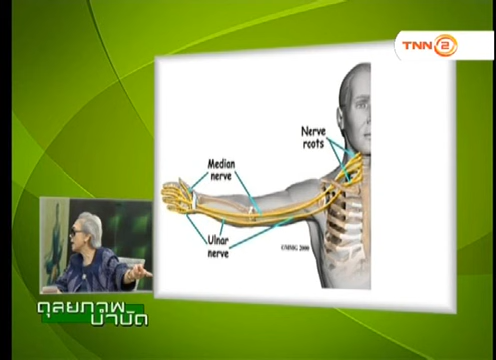 TNN 2
Nerve
roots
Median
nerve
Ulnar
nerve
©MMG 2000
ดุลยภาพ
บำบัด